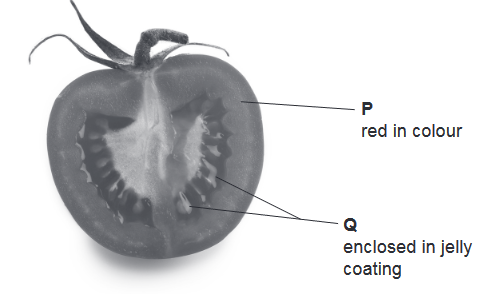 P
red in colour
Q
enclosed in jelly
coating